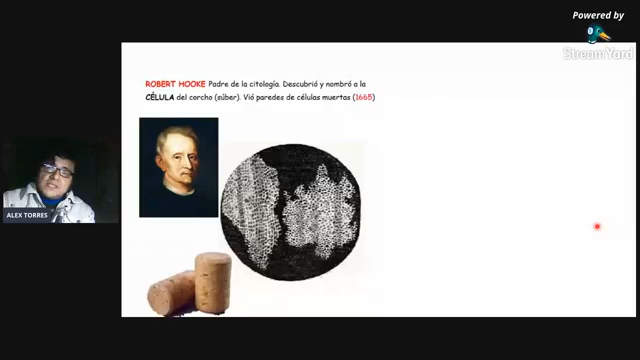 Powered by
StreamYard
ROBERT HOOKE Padre de la citología. Descubrió y nombró a la
CÉLULA del corcho (súber). Vió paredes de células muertas (1665)
ALEX TORRES